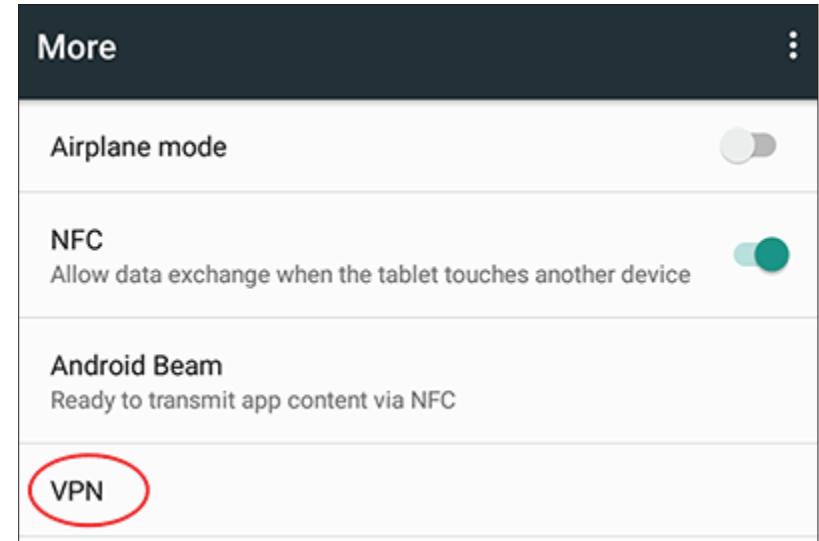 More
Airplane mode
NFC
Allow data exchange when the tablet touches another device
Android Beam
Ready to transmit app content via NFC
VPN